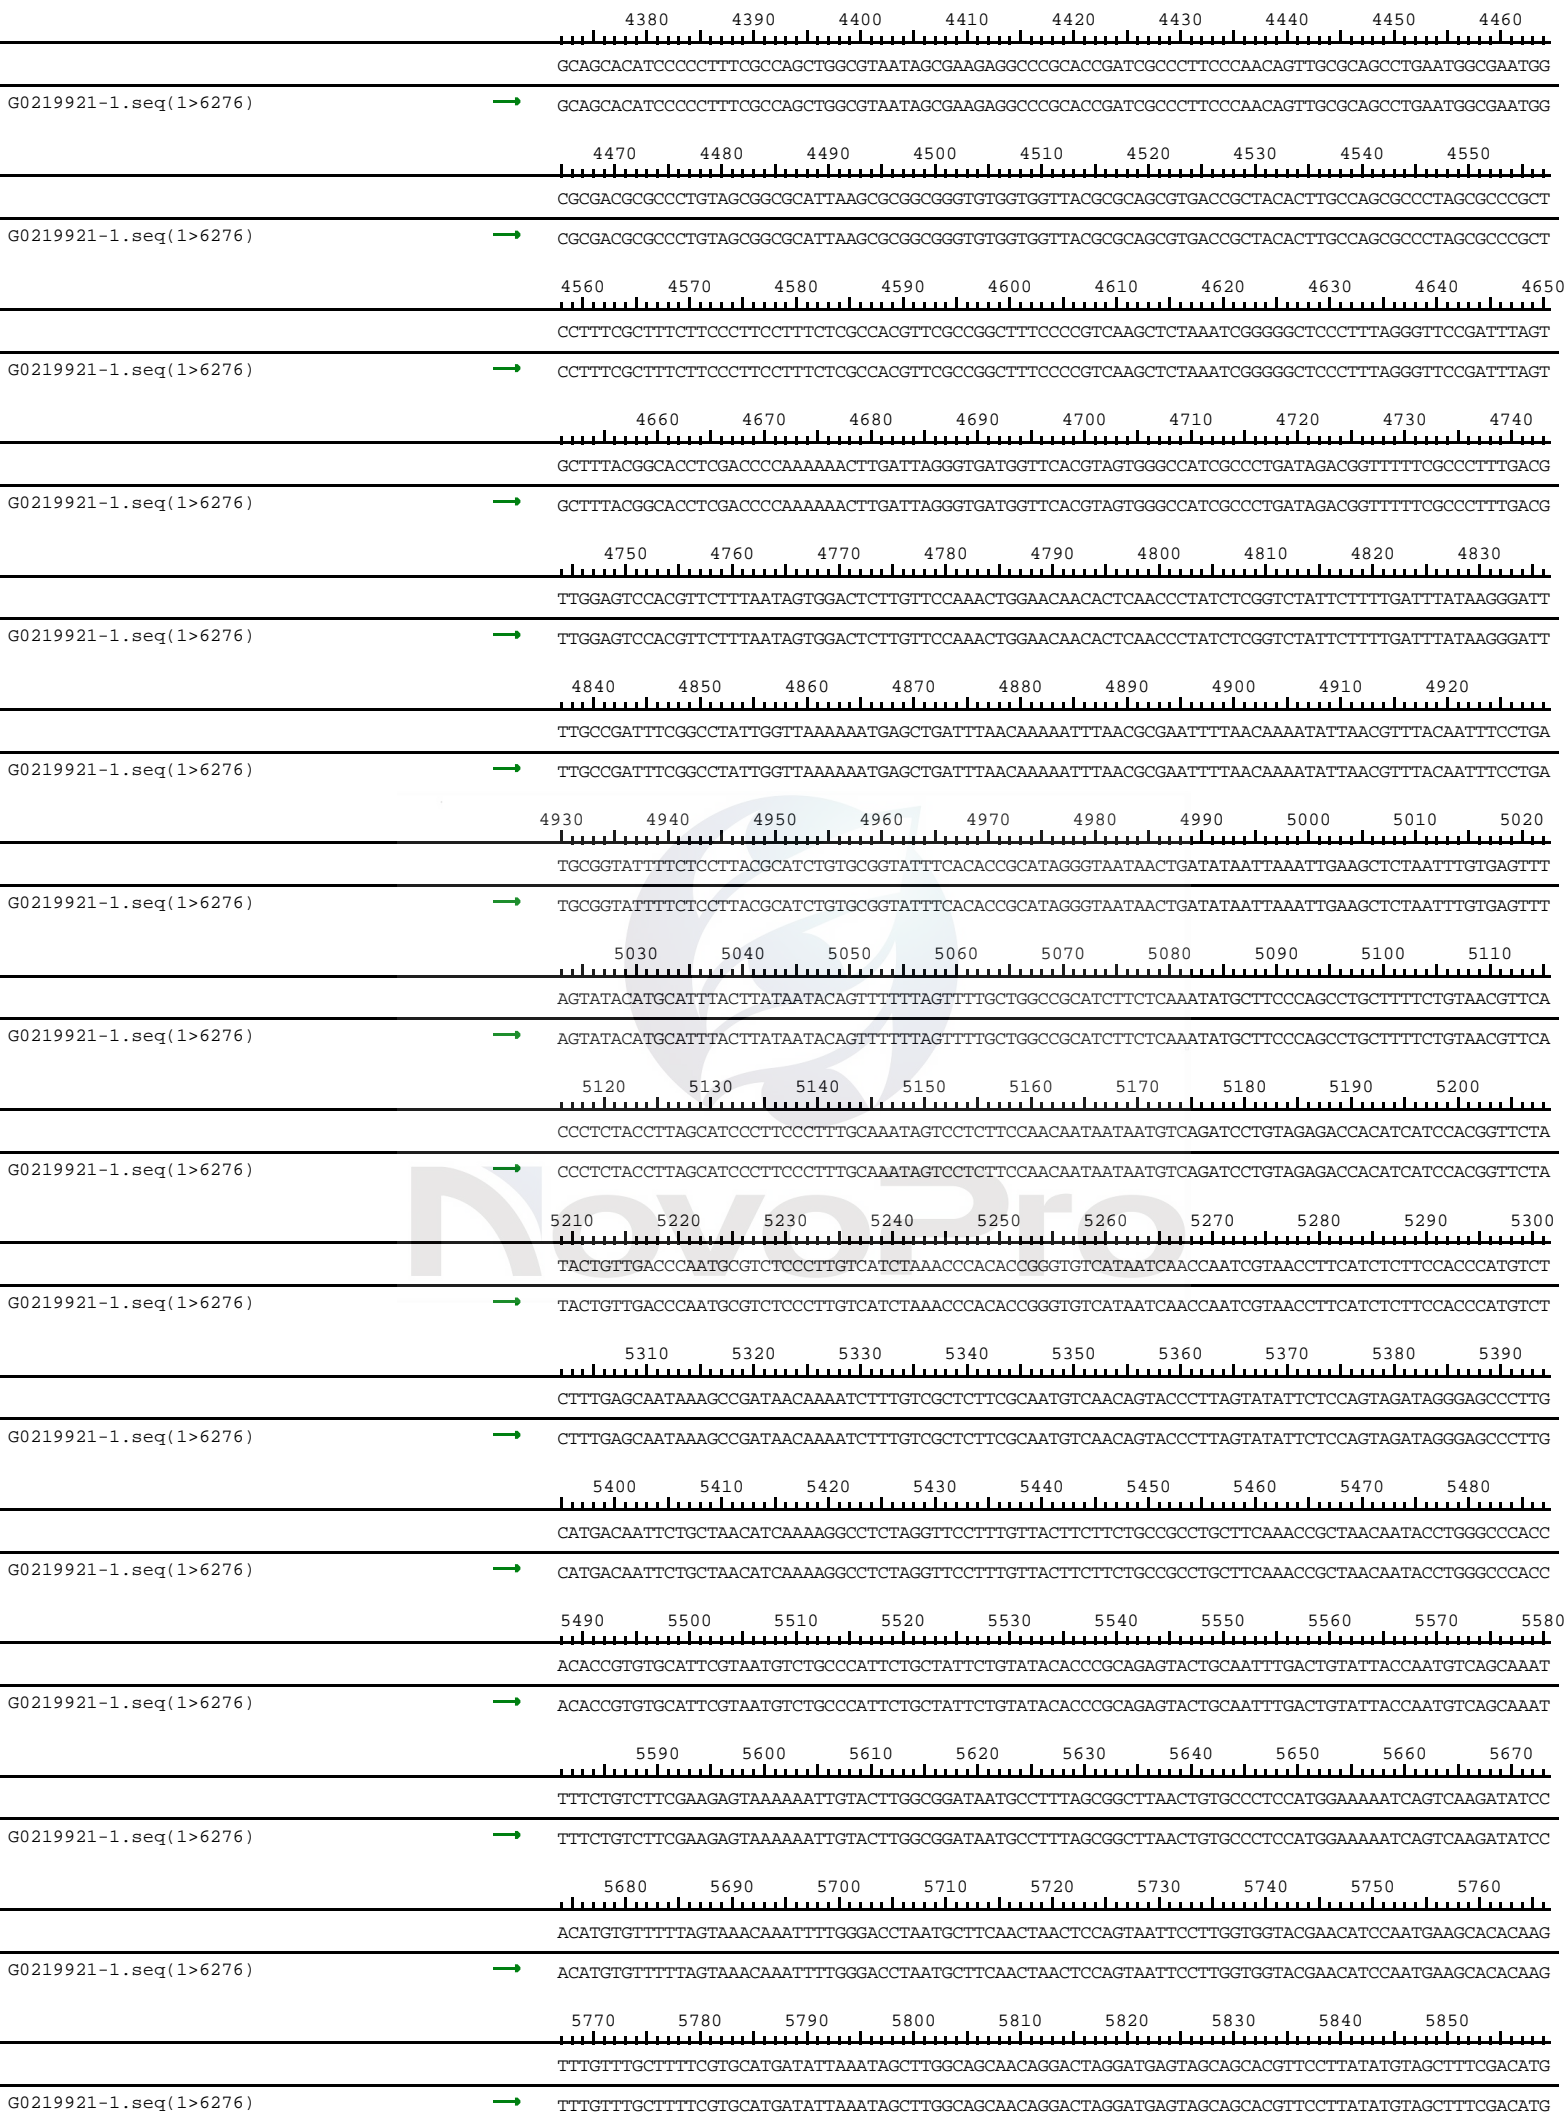 4380 4390 4400 4410 4420 4430 4440 4450 4460
GCAGCACATCCCCCTTTCGCCAGCTGGCGTAATAGCGAAGAGGCCCGCACCGATCGCCCTTCCCAACAGTTGCGCAGCCTGAATGGCGAATGG
G0219921-1.seq(1>6276) GCAGCACATCCCCCTTTCGCCAGCTGGCGTAATAGCGAAGAGGCCCGCACCGATCGCCCTTCCCAACAGTTGCGCAGCCTGAATGGCGAATGG
4470 4480 4490 4500 4510 4520 4530 4540 4550
CGCGACGCGCCCTGTAGCGGCGCATTAAGCGCGGCGGGTGTGGTGGTTACGCGCAGCGTGACCGCTACACTTGCCAGCGCCCTAGCGCCCGCT
G0219921-1.seq(1>6276) CGCGACGCGCCCTGTAGCGGCGCATTAAGCGCGGCGGGTGTGGTGGTTACGCGCAGCGTGACCGCTACACTTGCCAGCGCCCTAGCGCCCGCT
4560 4570 4580 4590 4600 4610 4620 4630 4640 4650
CCTTTCGCTTTCTTCCCTTCCTTTCTCGCCACGTTCGCCGGCTTTCCCCGTCAAGCTCTAAATCGGGGGCTCCCTTTAGGGTTCCGATTTAGT
G0219921-1.seq(1>6276) CCTTTCGCTTTCTTCCCTTCCTTTCTCGCCACGTTCGCCGGCTTTCCCCGTCAAGCTCTAAATCGGGGGCTCCCTTTAGGGTTCCGATTTAGT
4660 4670 4680 4690 4700 4710 4720 4730 4740
GCTTTACGGCACCTCGACCCCAAAAAACTTGATTAGGGTGATGGTTCACGTAGTGGGCCATCGCCCTGATAGACGGTTTTTCGCCCTTTGACG
G0219921-1.seq(1>6276) GCTTTACGGCACCTCGACCCCAAAAAACTTGATTAGGGTGATGGTTCACGTAGTGGGCCATCGCCCTGATAGACGGTTTTTCGCCCTTTGACG
4750 4760 4770 4780 4790 4800 4810 4820 4830
TTGGAGTCCACGTTCTTTAATAGTGGACTCTTGTTCCAAACTGGAACAACACTCAACCCTATCTCGGTCTATTCTTTTGATTTATAAGGGATT
G0219921-1.seq(1>6276) TTGGAGTCCACGTTCTTTAATAGTGGACTCTTGTTCCAAACTGGAACAACACTCAACCCTATCTCGGTCTATTCTTTTGATTTATAAGGGATT
4840 4850 4860 4870 4880 4890 4900 4910 4920
TTGCCGATTTCGGCCTATTGGTTAAAAAATGAGCTGATTTAACAAAAATTTAACGCGAATTTTAACAAAATATTAACGTTTACAATTTCCTGA
G0219921-1.seq(1>6276) TTGCCGATTTCGGCCTATTGGTTAAAAAATGAGCTGATTTAACAAAAATTTAACGCGAATTTTAACAAAATATTAACGTTTACAATTTCCTGA
4930 4940 4950 4960 4970 4980 4990 5000 5010 5020
TGCGGTATTTTCTCCTTACGCATCTGTGCGGTATTTCACACCGCATAGGGTAATAACTGATATAATTAAATTGAAGCTCTAATTTGTGAGTTT
G0219921-1.seq(1>6276) TGCGGTATTTTCTCCTTACGCATCTGTGCGGTATTTCACACCGCATAGGGTAATAACTGATATAATTAAATTGAAGCTCTAATTTGTGAGTTT
5030 5040 5050 5060 5070 5080 5090 5100 5110
AGTATACATGCATTTACTTATAATACAGTTTTTTAGTTTTGCTGGCCGCATCTTCTCAAATATGCTTCCCAGCCTGCTTTTCTGTAACGTTCA
G0219921-1.seq(1>6276) AGTATACATGCATTTACTTATAATACAGTTTTTTAGTTTTGCTGGCCGCATCTTCTCAAATATGCTTCCCAGCCTGCTTTTCTGTAACGTTCA
5120 5130 5140 5150 5160 5170 5180 5190 5200
CCCTCTACCTTAGCATCCCTTCCCTTTGCAAATAGTCCTCTTCCAACAATAATAATGTCAGATCCTGTAGAGACCACATCATCCACGGTTCTA
G0219921-1.seq(1>6276) CCCTCTACCTTAGCATCCCTTCCCTTTGCAAATAGTCCTCTTCCAACAATAATAATGTCAGATCCTGTAGAGACCACATCATCCACGGTTCTA
NovoPro
5210 5220 5230 5240 5250 5260 5270 5280 5290 5300
TACTGTTGACCCAATGCGTCTCCCTTGTCATCTAAACCCACACCGGGTGTCATAATCAACCAATCGTAACCTTCATCTCTTCCACCCATGTCT
G0219921-1.seq(1>6276) TACTGTTGACCCAATGCGTCTCCCTTGTCATCTAAACCCACACCGGGTGTCATAATCAACCAATCGTAACCTTCATCTCTTCCACCCATGTCT
5310 5320 5330 5340 5350 5360 5370 5380 5390
CTTTGAGCAATAAAGCCGATAACAAAATCTTTGTCGCTCTTCGCAATGTCAACAGTACCCTTAGTATATTCTCCAGTAGATAGGGAGCCCTTG
G0219921-1.seq(1>6276) CTTTGAGCAATAAAGCCGATAACAAAATCTTTGTCGCTCTTCGCAATGTCAACAGTACCCTTAGTATATTCTCCAGTAGATAGGGAGCCCTTG
5400 5410 5420 5430 5440 5450 5460 5470 5480
CATGACAATTCTGCTAACATCAAAAGGCCTCTAGGTTCCTTTGTTACTTCTTCTGCCGCCTGCTTCAAACCGCTAACAATACCTGGGCCCACC
G0219921-1.seq(1>6276) CATGACAATTCTGCTAACATCAAAAGGCCTCTAGGTTCCTTTGTTACTTCTTCTGCCGCCTGCTTCAAACCGCTAACAATACCTGGGCCCACC
5490 5500 5510 5520 5530 5540 5550 5560 5570 5580
ACACCGTGTGCATTCGTAATGTCTGCCCATTCTGCTATTCTGTATACACCCGCAGAGTACTGCAATTTGACTGTATTACCAATGTCAGCAAAT
G0219921-1.seq(1>6276) ACACCGTGTGCATTCGTAATGTCTGCCCATTCTGCTATTCTGTATACACCCGCAGAGTACTGCAATTTGACTGTATTACCAATGTCAGCAAAT
5590 5600 5610 5620 5630 5640 5650 5660 5670
TTTCTGTCTTCGAAGAGTAAAAAATTGTACTTGGCGGATAATGCCTTTAGCGGCTTAACTGTGCCCTCCATGGAAAAATCAGTCAAGATATCC
G0219921-1.seq(1>6276) TTTCTGTCTTCGAAGAGTAAAAAATTGTACTTGGCGGATAATGCCTTTAGCGGCTTAACTGTGCCCTCCATGGAAAAATCAGTCAAGATATCC
5680 5690 5700 5710 5720 5730 5740 5750 5760
ACATGTGTTTTTAGTAAACAAATTTTGGGACCTAATGCTTCAACTAACTCCAGTAATTCCTTGGTGGTACGAACATCCAATGAAGCACACAAG
G0219921-1.seq(1>6276) ACATGTGTTTTTAGTAAACAAATTTTGGGACCTAATGCTTCAACTAACTCCAGTAATTCCTTGGTGGTACGAACATCCAATGAAGCACACAAG
5770 5780 5790 5800 5810 5820 5830 5840 5850
TTTGTTTGCTTTTCGTGCATGATATTAAATAGCTTGGCAGCAACAGGACTAGGATGAGTAGCAGCACGTTCCTTATATGTAGCTTTCGACATG
G0219921-1.seq(1>6276) TTTGTTTGCTTTTCGTGCATGATATTAAATAGCTTGGCAGCAACAGGACTAGGATGAGTAGCAGCACGTTCCTTATATGTAGCTTTCGACATG